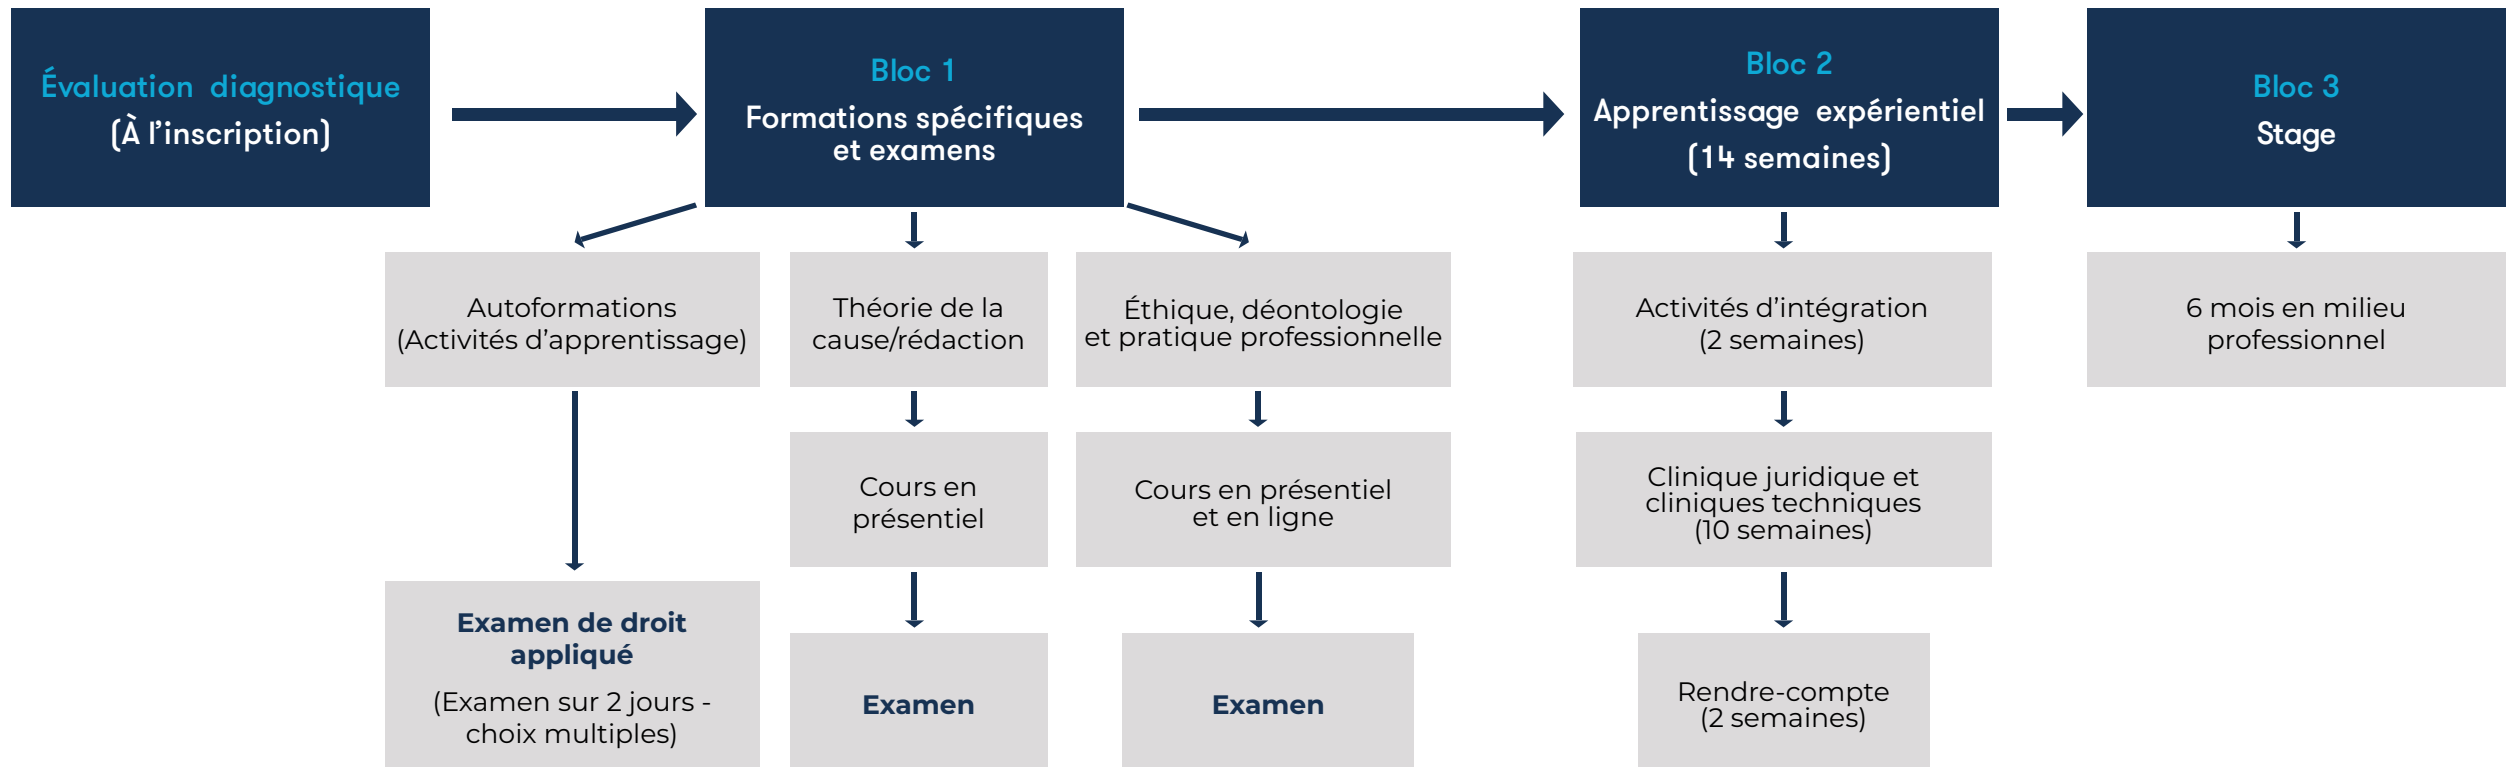 Évaluation diagnostique
(À l'inscription)
Bloc 1
Formations spécifiques
et examens
Bloc 2
Apprentissage expérientiel
(14 semaines)
Bloc 3
Stage
Autoformations
(Activités d'apprentissage)
Théorie de la
cause/rédaction
Éthique, déontologie
et pratique professionnelle
Activités d'intégration
(2 semaines)
6 mois en milieu
professionnel
Cours en
présentiel
Cours en présentiel
et en ligne
Clinique juridique et
cliniques techniques
(10 semaines)
Examen de droit
appliqué
(Examen sur 2 jours -
choix multiples)
Examen
Examen
Rendre-compte
(2 semaines)